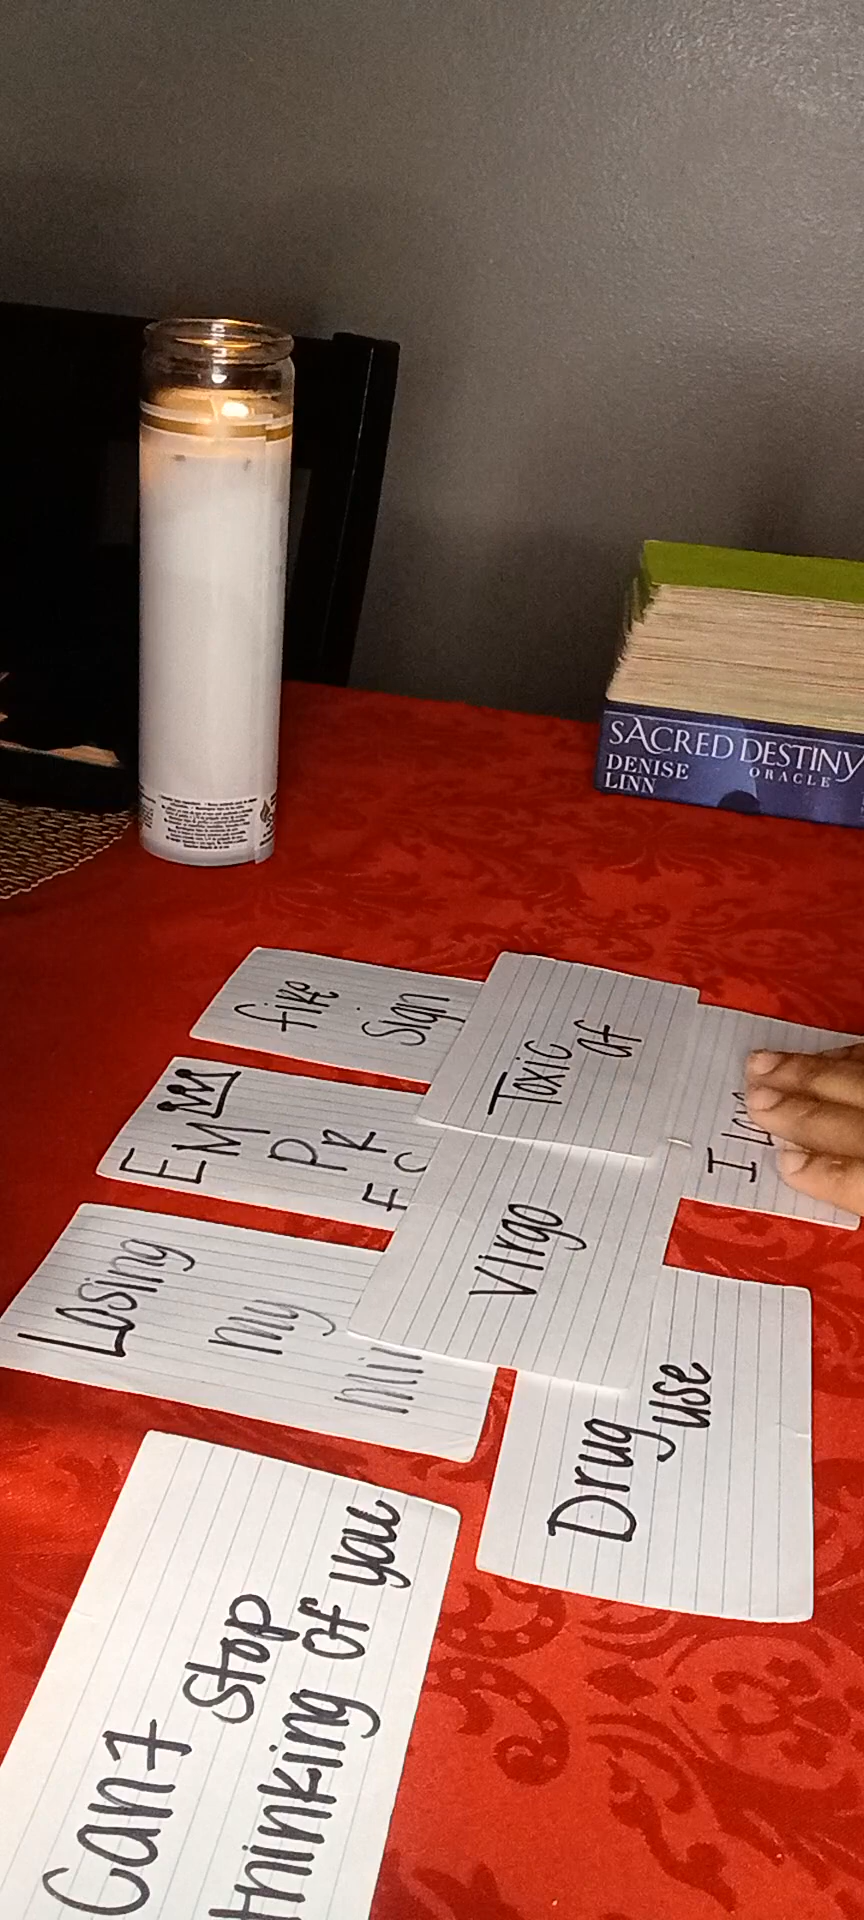 SACRED DESTINY
DENISE
LINN
ORACLE
fire
Sign
Toxic
af
I
E M
P K
F
Virgo
Losing
my
Drug
use
Can't
stop
thinking of you